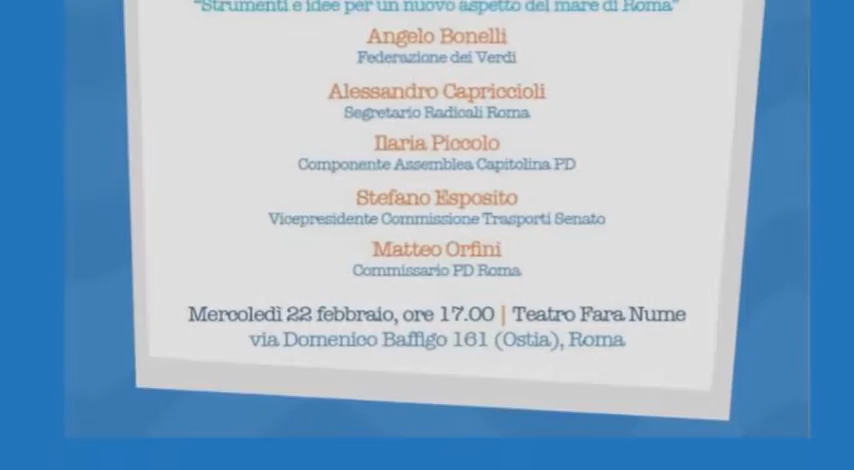 "Strumenti e idee per un nuovo aspetto del mare di Roma"
Angelo Bonelli
Federazione dei Verdi
Alessandro Capriccioli
Segretario Radicali Roma
Ilaria Piccolo
Componente Assemblea Capitolina PD
Stefano Esposito
Vicepresidente Commissione Trasporti Senato
Matteo Orfini
Commissario PD Roma
Mercoledì 22 febbraio, ore 17.00 | Teatro Fara Nume
via Domenico Baffigo 161 (Ostia), Roma